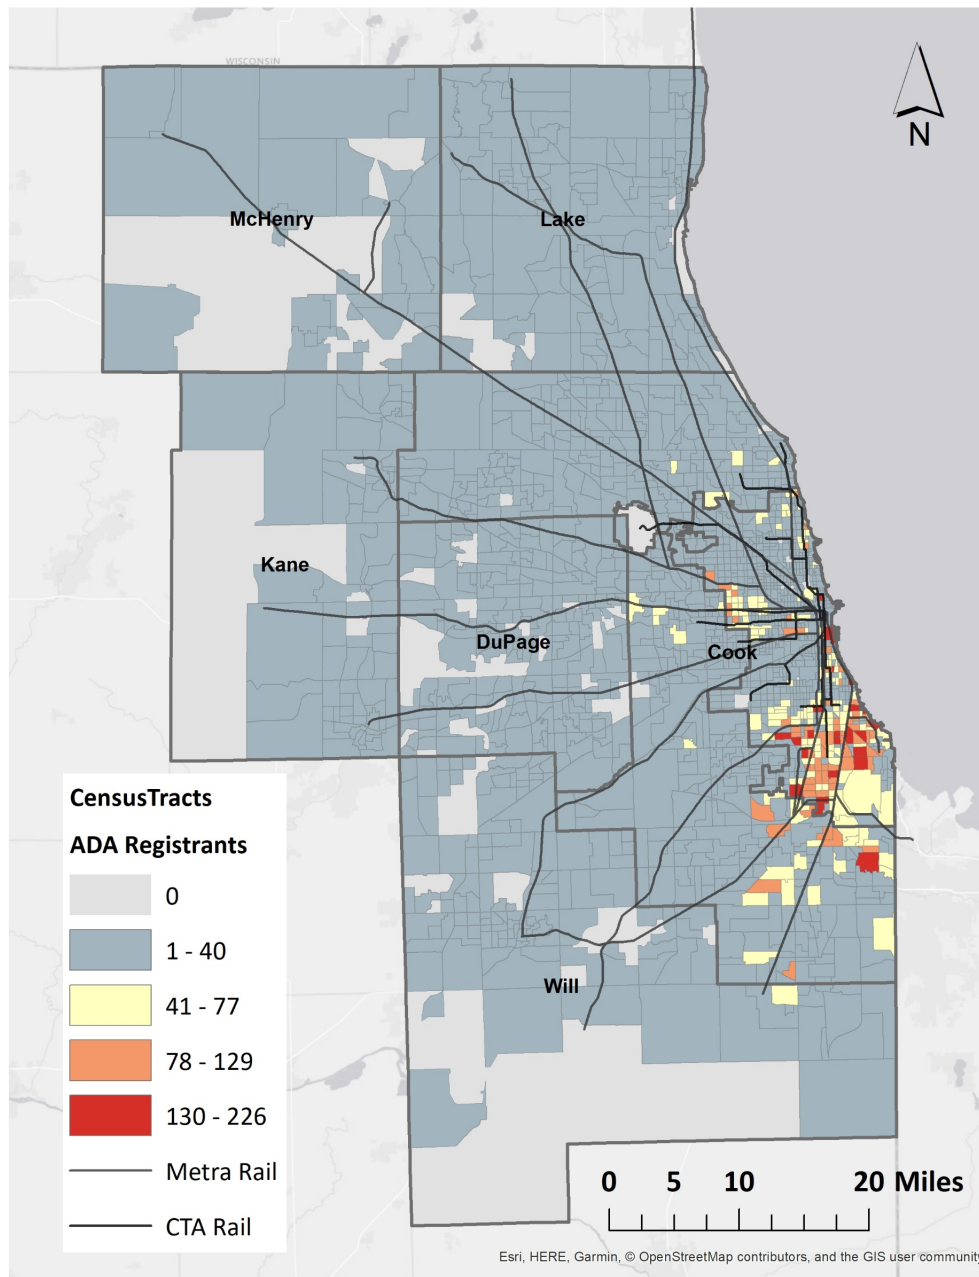 WISCONSIN
N
McHenry
Lake
Kane
DuPage
Cook
Will
CensusTracts
ADA Registrants
0
1 - 40
41 - 77
78 - 129
130 - 226
Metra Rail
CTA Rail
0 5 10 20 Miles
Esri, HERE, Garmin, © OpenStreetMap contributors, and the GIS user community